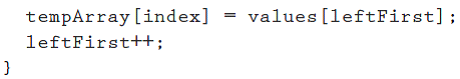 tempArray[index] = values[leftFirst];
leftFirst++;
}